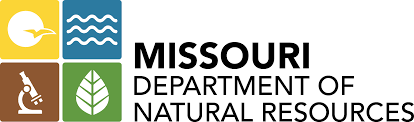 MISSOURI
DEPARTMENT OF
NATURAL RESOURCES